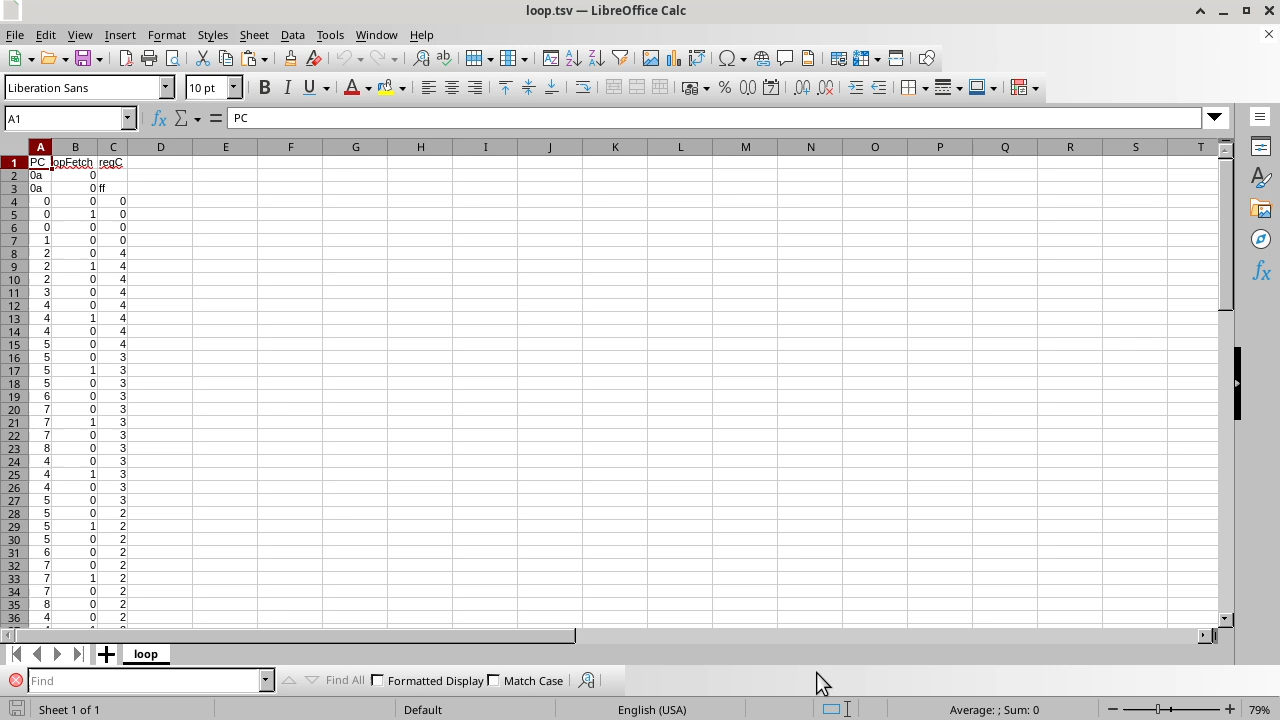 loop.tsv — LibreOffice Calc
File Edit View Insert Format Styles Sheet Data Tools Window Help
Liberation Sans 10 pt
A1 PC
A B C D E F G H I J K L M N O P Q R S T
1 PC opFetch regC
2 0a 0
3 0a 0 ff
4 0 0 0
5 0 1 0
6 0 0 0
7 1 0 0
8 2 0 4
9 2 1 4
10 2 0 4
11 3 0 4
12 4 0 4
13 4 1 4
14 4 0 4
15 5 0 4
16 5 0 3
17 5 1 3
18 5 0 3
19 6 0 3
20 7 0 3
21 7 1 3
22 7 0 3
23 8 0 3
24 4 0 3
25 4 1 3
26 4 0 3
27 5 0 3
28 5 0 2
29 5 1 2
30 5 0 2
31 6 0 2
32 7 0 2
33 7 1 2
34 7 0 2
35 8 0 2
36 4 0 2
loop
Find Find All Formatted Display Match Case
Sheet 1 of 1 Default English (USA) Average: ; Sum: 0 79%